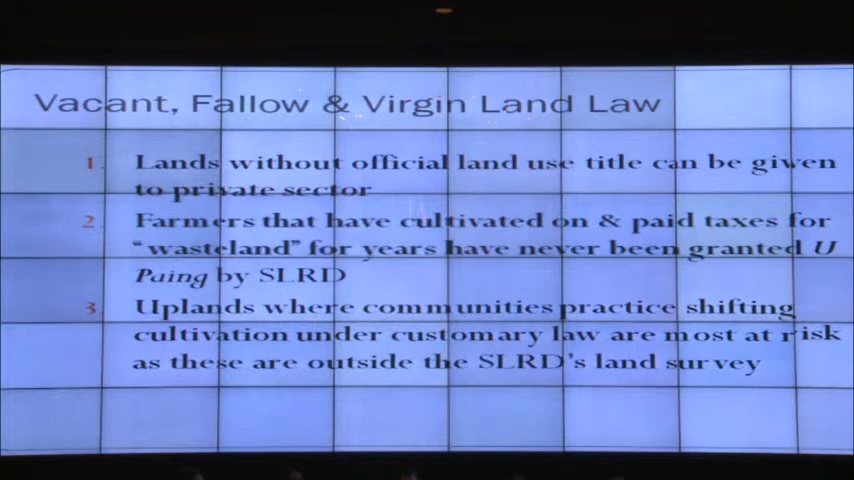 Vacant, Fallow & Virgin Land Law
1. Lands without official land use title can be given
to private sector
2. Farmers that have cultivated on & paid taxes for
"wasteland" for years have never been granted U
Paing by SLRD
3. Uplands where communities practice shifting
cultivation under customary law are most at risk
as these are outside the SLRD's land survey